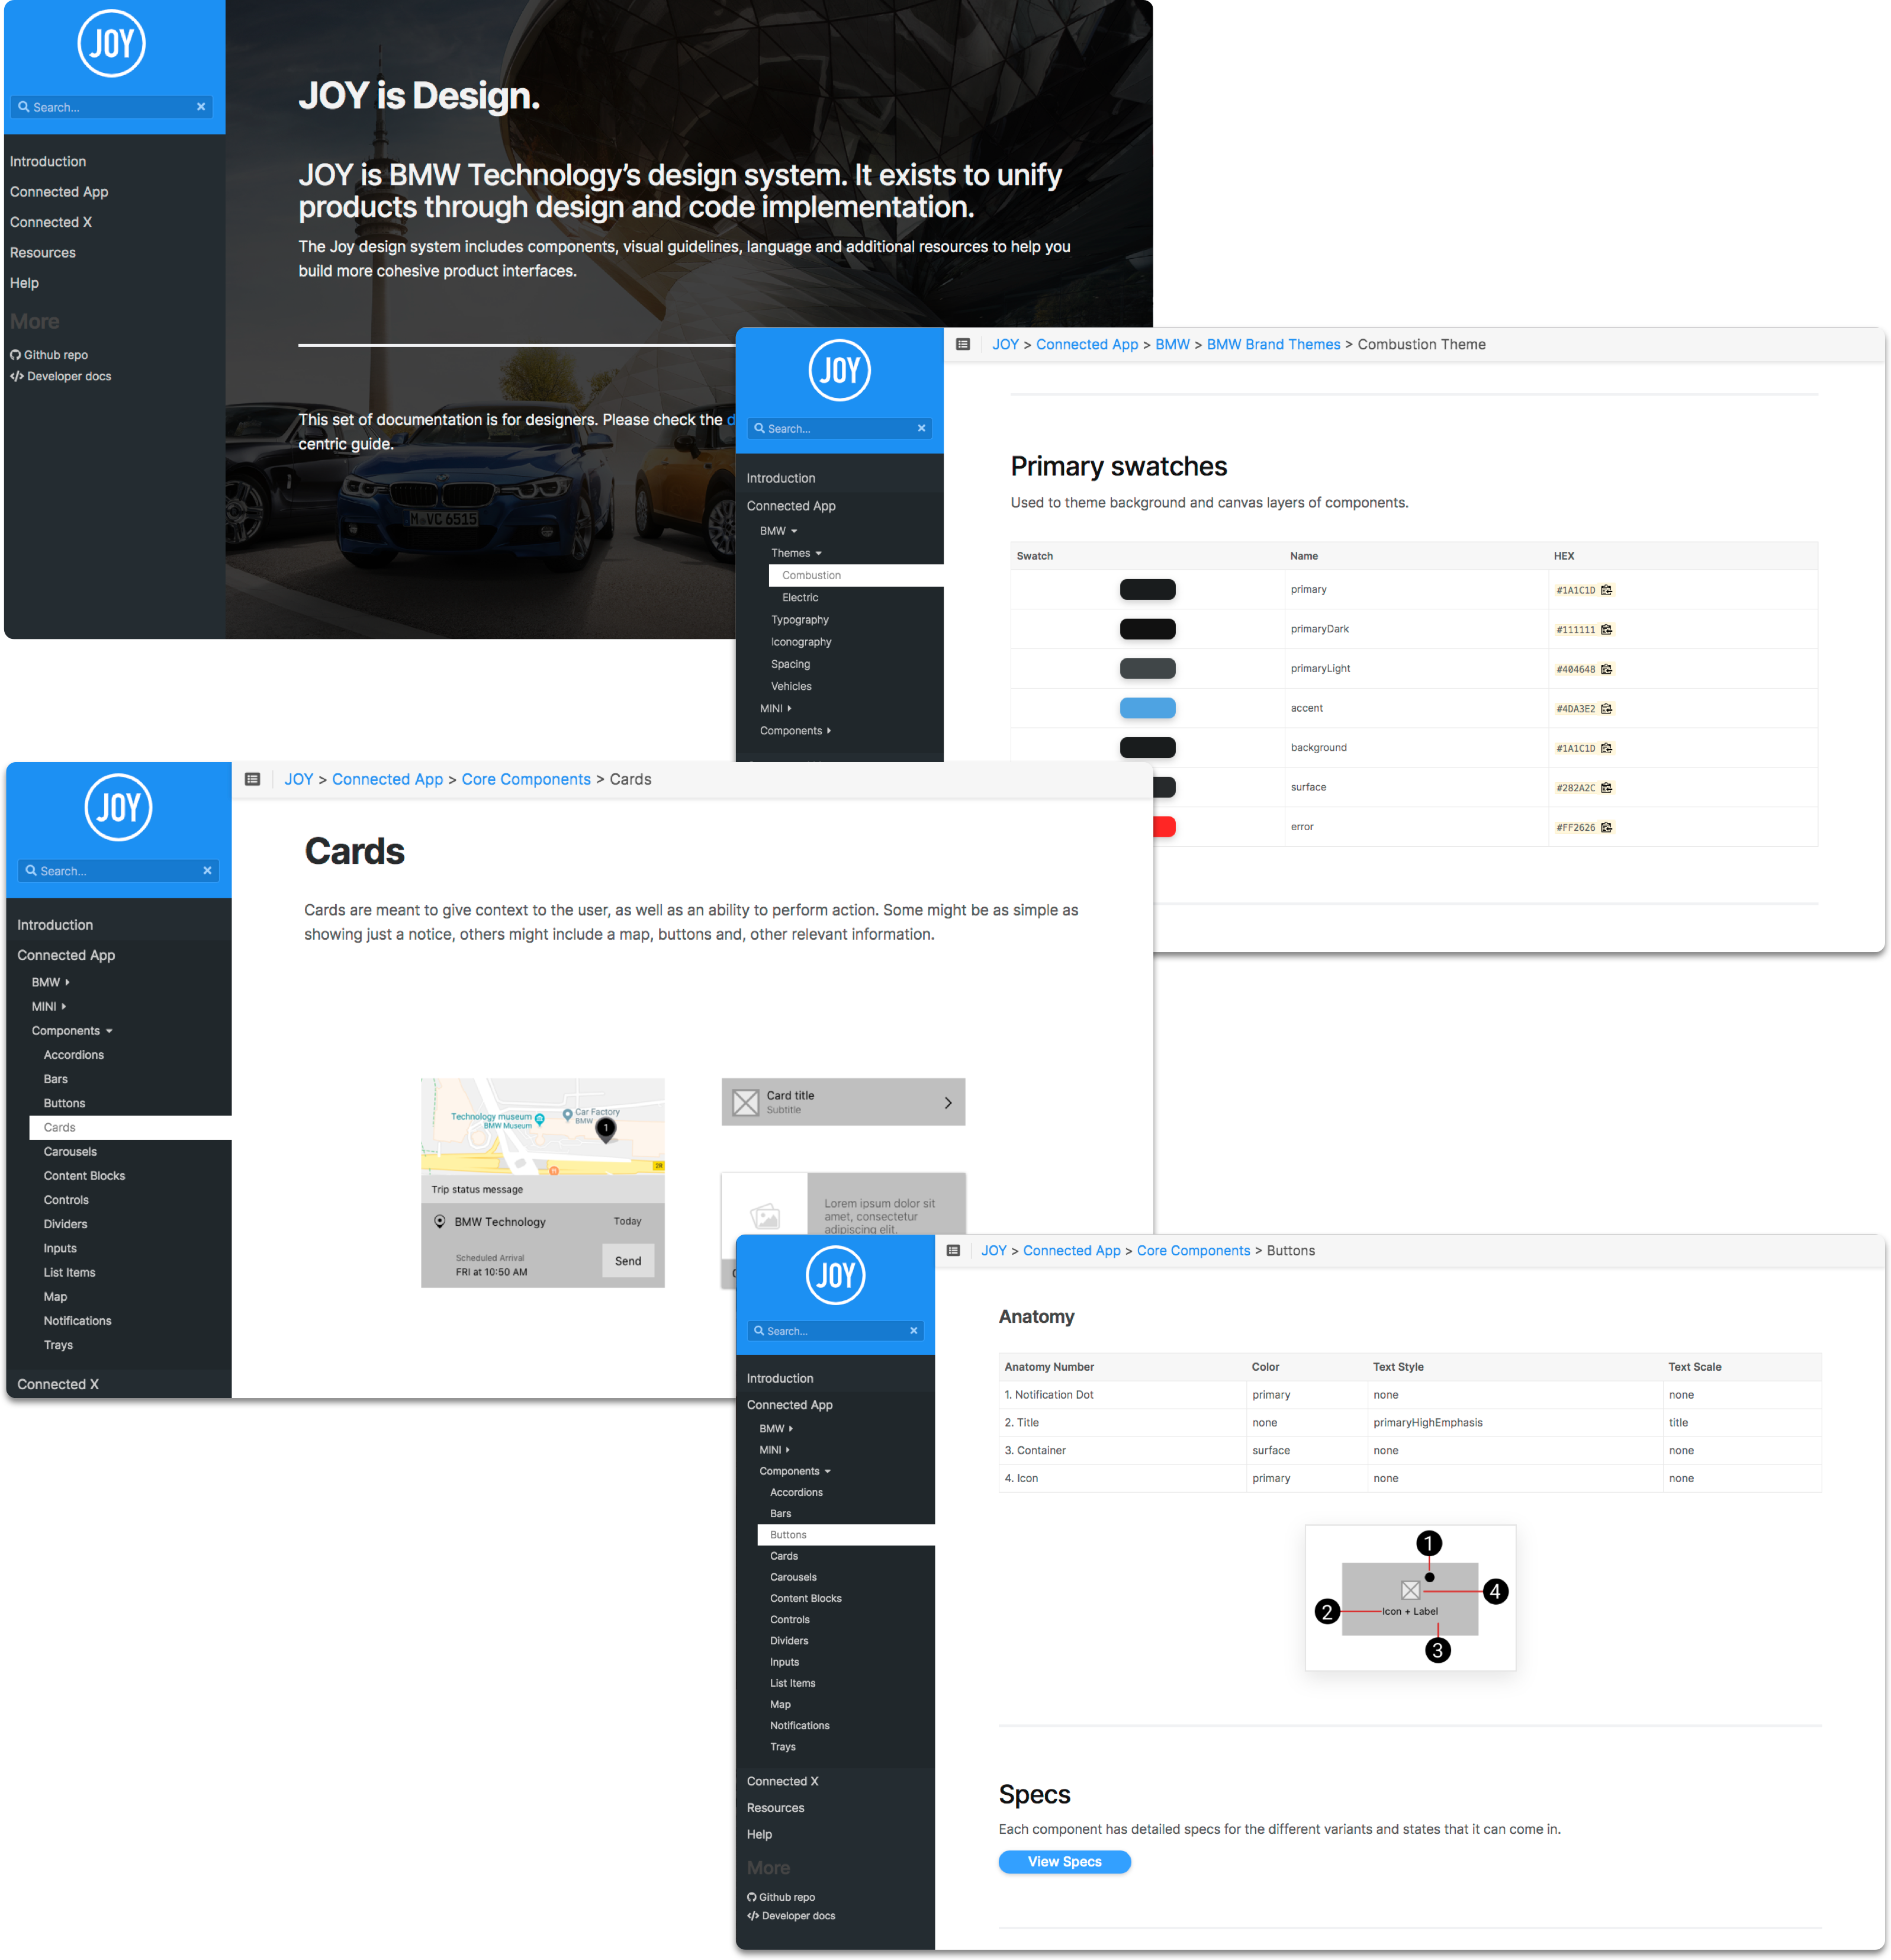 JOY
Search...
Introduction
Connected App
Connected X
Resources
Help
More
Github repo
</> Developer docs
JOY is Design.
JOY is BMW Technology’s design system. It exists to unify
products through design and code implementation.
The Joy design system includes components, visual guidelines, language and additional resources to help you
build more cohesive product interfaces.
This set of documentation is for designers. Please check the
centric guide.
M VC 6515
JOY
Search...
Introduction
Connected App
BMW
Themes
Combustion
Electric
Typography
Iconography
Spacing
Vehicles
MINI
Components
JOY > Connected App > BMW > BMW Brand Themes > Combustion Theme
Primary swatches
Used to theme background and canvas layers of components.
Swatch Name HEX
primary #1A1C1D
primaryDark #111111
primaryLight #404648
accent #4DA3E2
background #1A1C1D
surface #282A2C
error #FF2626
JOY
Search...
Introduction
Connected App
BMW
MINI
Components
Accordions
Bars
Buttons
Cards
Carousels
Content Blocks
Controls
Dividers
Inputs
List Items
Map
Notifications
Trays
Connected X
JOY > Connected App > Core Components > Cards
Cards
Cards are meant to give context to the user, as well as an ability to perform action. Some might be as simple as
showing just a notice, others might include a map, buttons and, other relevant information.
Technology museum
BMW Museum
Car Factory
BMW
1
2R
Trip status message
BMW Technology Today
Scheduled Arrival
FRI at 10:50 AM
Send
Card title
Subtitle
Lorem ipsum dolor sit
amet, consectetur
adipiscing elit.
JOY
Search...
Introduction
Connected App
BMW
MINI
Components
Accordions
Bars
Buttons
Cards
Carousels
Content Blocks
Controls
Dividers
Inputs
List Items
Map
Notifications
Trays
Connected X
Resources
Help
More
Github repo
</> Developer docs
JOY > Connected App > Core Components > Buttons
Anatomy
Anatomy Number Color Text Style Text Scale
1. Notification Dot primary none none
2. Title none primaryHighEmphasis title
3. Container surface none none
4. Icon primary none none
1
4
2
Icon + Label
3
Specs
Each component has detailed specs for the different variants and states that it can come in.
View Specs